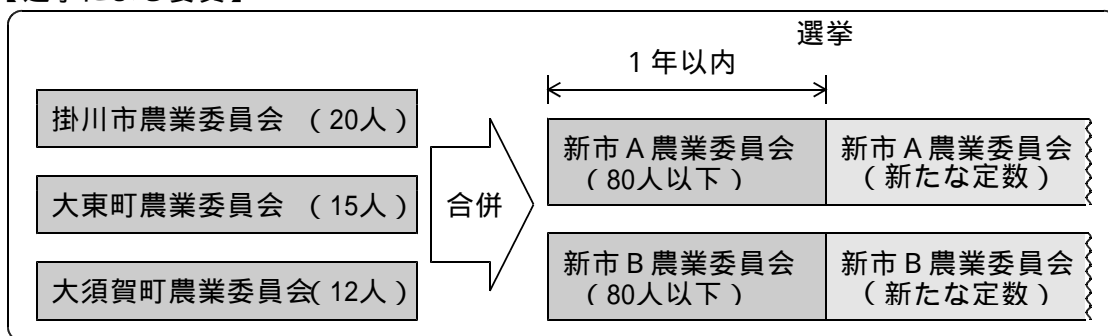 選挙
1年以内
掛川市農業委員会 (20人)
大東町農業委員会 (15人)
大須賀町農業委員会(12人)
合併
新市A農業委員会
(80人以下)
新市A農業委員会
(新たな定数)
新市B農業委員会
(80人以下)
新市B農業委員会
(新たな定数)